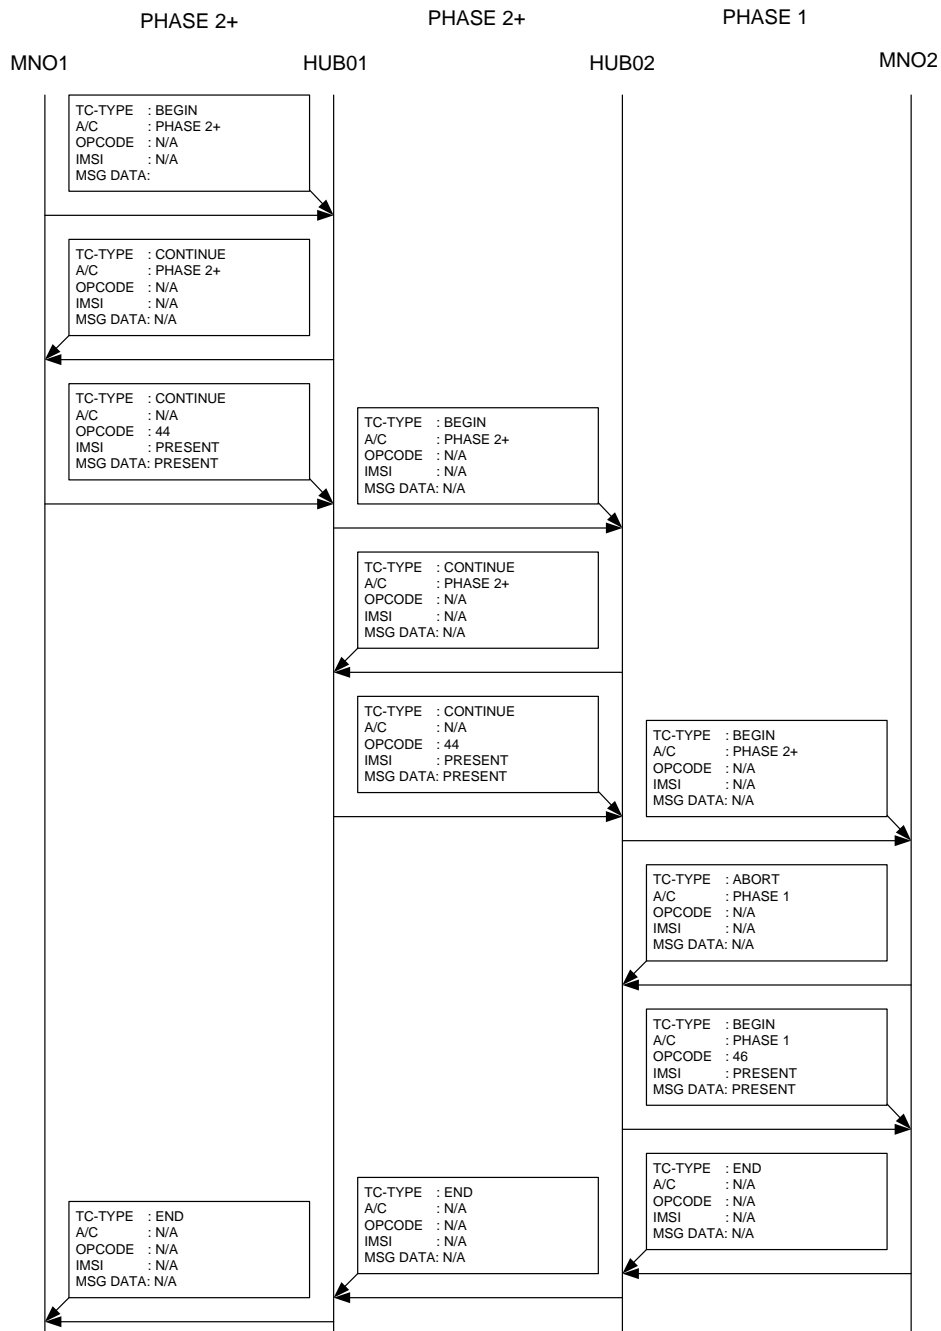 PHASE 2+ PHASE 2+ PHASE 1
MNO1 HUB01 HUB02 MNO2
TC-TYPE : BEGIN
A/C : PHASE 2+
OPCODE : N/A
IMSI : N/A
MSG DATA:
TC-TYPE : CONTINUE
A/C : PHASE 2+
OPCODE : N/A
IMSI : N/A
MSG DATA: N/A
TC-TYPE : CONTINUE
A/C : N/A
OPCODE : 44
IMSI : PRESENT
MSG DATA: PRESENT
TC-TYPE : BEGIN
A/C : PHASE 2+
OPCODE : N/A
IMSI : N/A
MSG DATA: N/A
TC-TYPE : CONTINUE
A/C : PHASE 2+
OPCODE : N/A
IMSI : N/A
MSG DATA: N/A
TC-TYPE : CONTINUE
A/C : N/A
OPCODE : 44
IMSI : PRESENT
MSG DATA: PRESENT
TC-TYPE : BEGIN
A/C : PHASE 2+
OPCODE : N/A
IMSI : N/A
MSG DATA: N/A
TC-TYPE : ABORT
A/C : PHASE 1
OPCODE : N/A
IMSI : N/A
MSG DATA: N/A
TC-TYPE : BEGIN
A/C : PHASE 1
OPCODE : 46
IMSI : PRESENT
MSG DATA: PRESENT
TC-TYPE : END
A/C : N/A
OPCODE : N/A
IMSI : N/A
MSG DATA: N/A
TC-TYPE : END
A/C : N/A
OPCODE : N/A
IMSI : N/A
MSG DATA: N/A
TC-TYPE : END
A/C : N/A
OPCODE : N/A
IMSI : N/A
MSG DATA: N/A